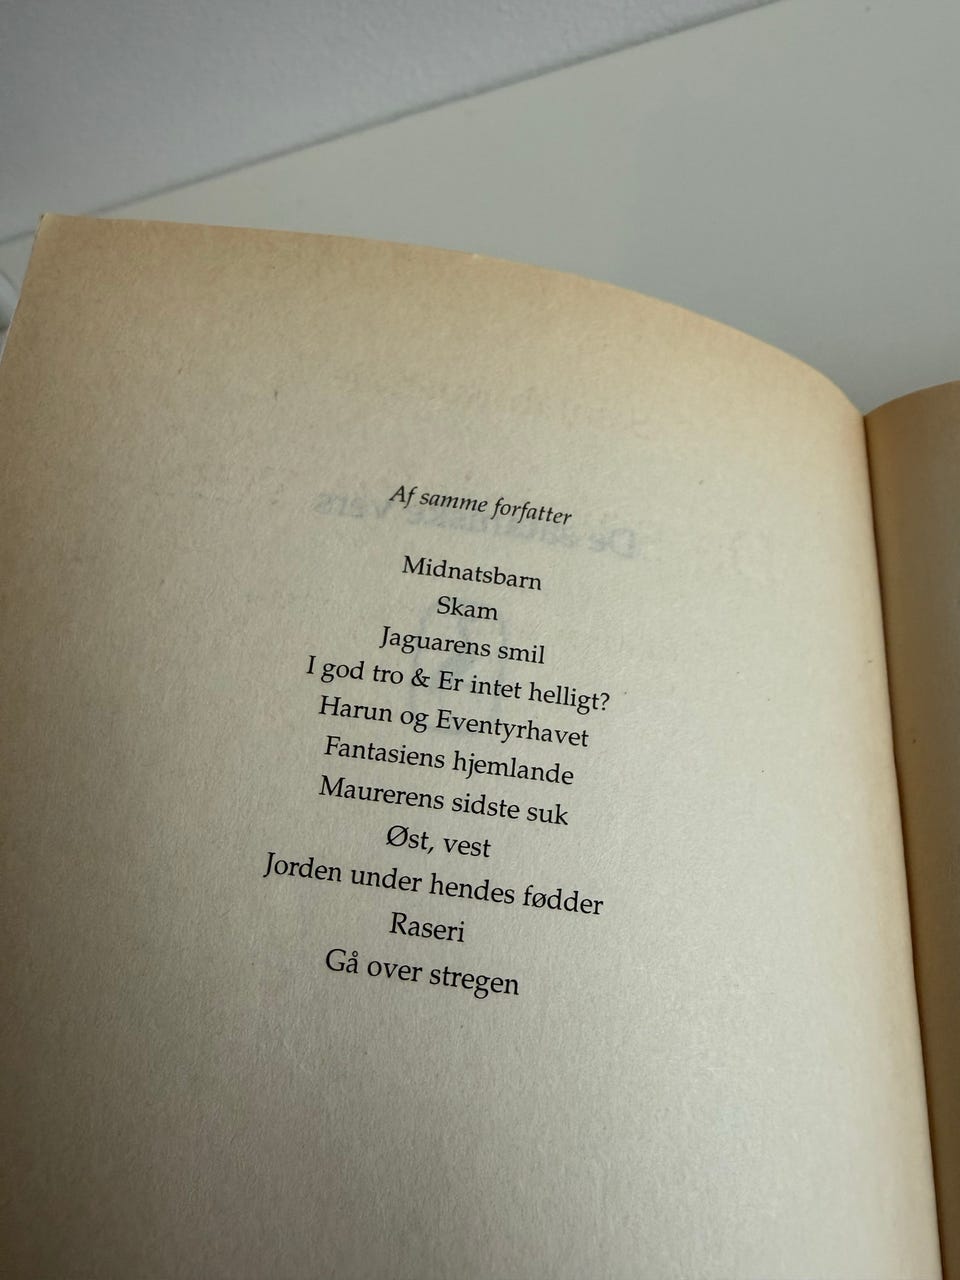 Af samme forfatter
Midnatsbarn
Skam
Jaguarens smil
I god tro & Er intet helligt?
Harun og Eventyrhavet
Fantasiens hjemlande
Maurerens sidste suk
Øst, vest
Jorden under hendes fødder
Raseri
Gå over stregen